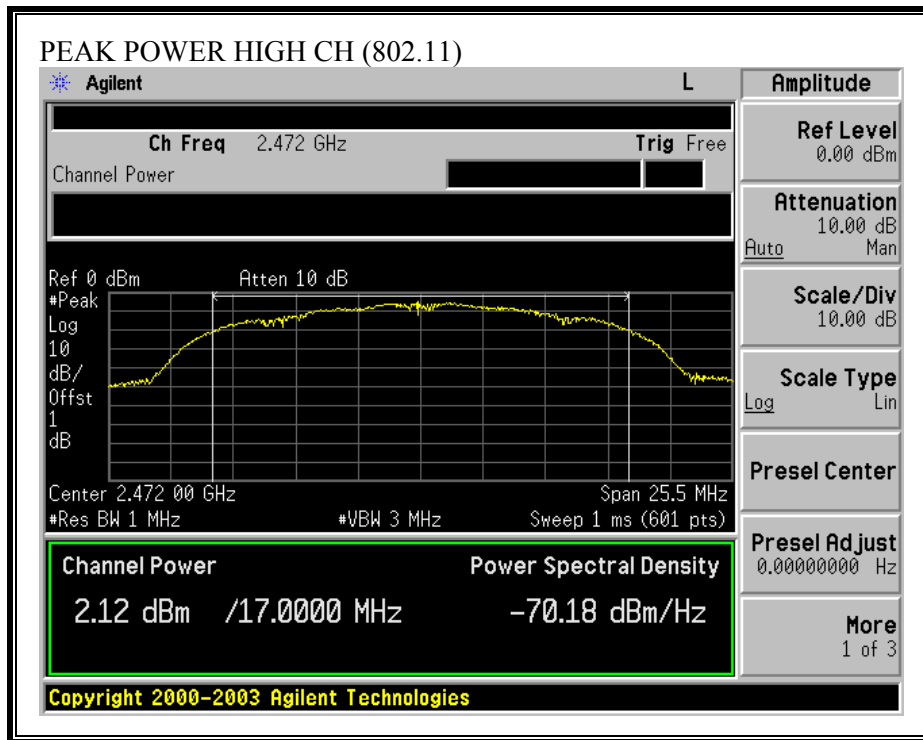 PEAK POWER HIGH CH (802.11)
Agilent L Amplitude
Ch Freq 2.472 GHz Trig Free
Channel Power
Ref Level
0.00 dBm
Attenuation
10.00 dB
Auto Man
Ref 0 dBm Atten 10 dB
#Peak
Log
10
dB/
Offst
1
dB
Scale/Div
10.00 dB
Scale Type
Log Lin
Presel Center
Center 2.472 00 GHz Span 25.5 MHz
#Res BW 1 MHz #VBW 3 MHz Sweep 1 ms (601 pts)
Presel Adjust
0.00000000 Hz
Channel Power Power Spectral Density
2.12 dBm /17.0000 MHz -70.18 dBm/Hz
More
1 of 3
Copyright 2000-2003 Agilent Technologies